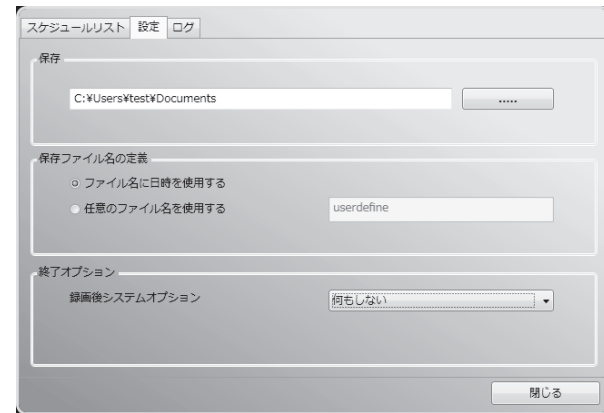 スケジュールリスト 設定 ログ
保存
C:¥Users¥test¥Documents .....
保存ファイル名の定義
ファイル名に日時を使用する
任意のファイル名を使用する userdefine
終了オプション
録画後システムオプション 何もしない
閉じる